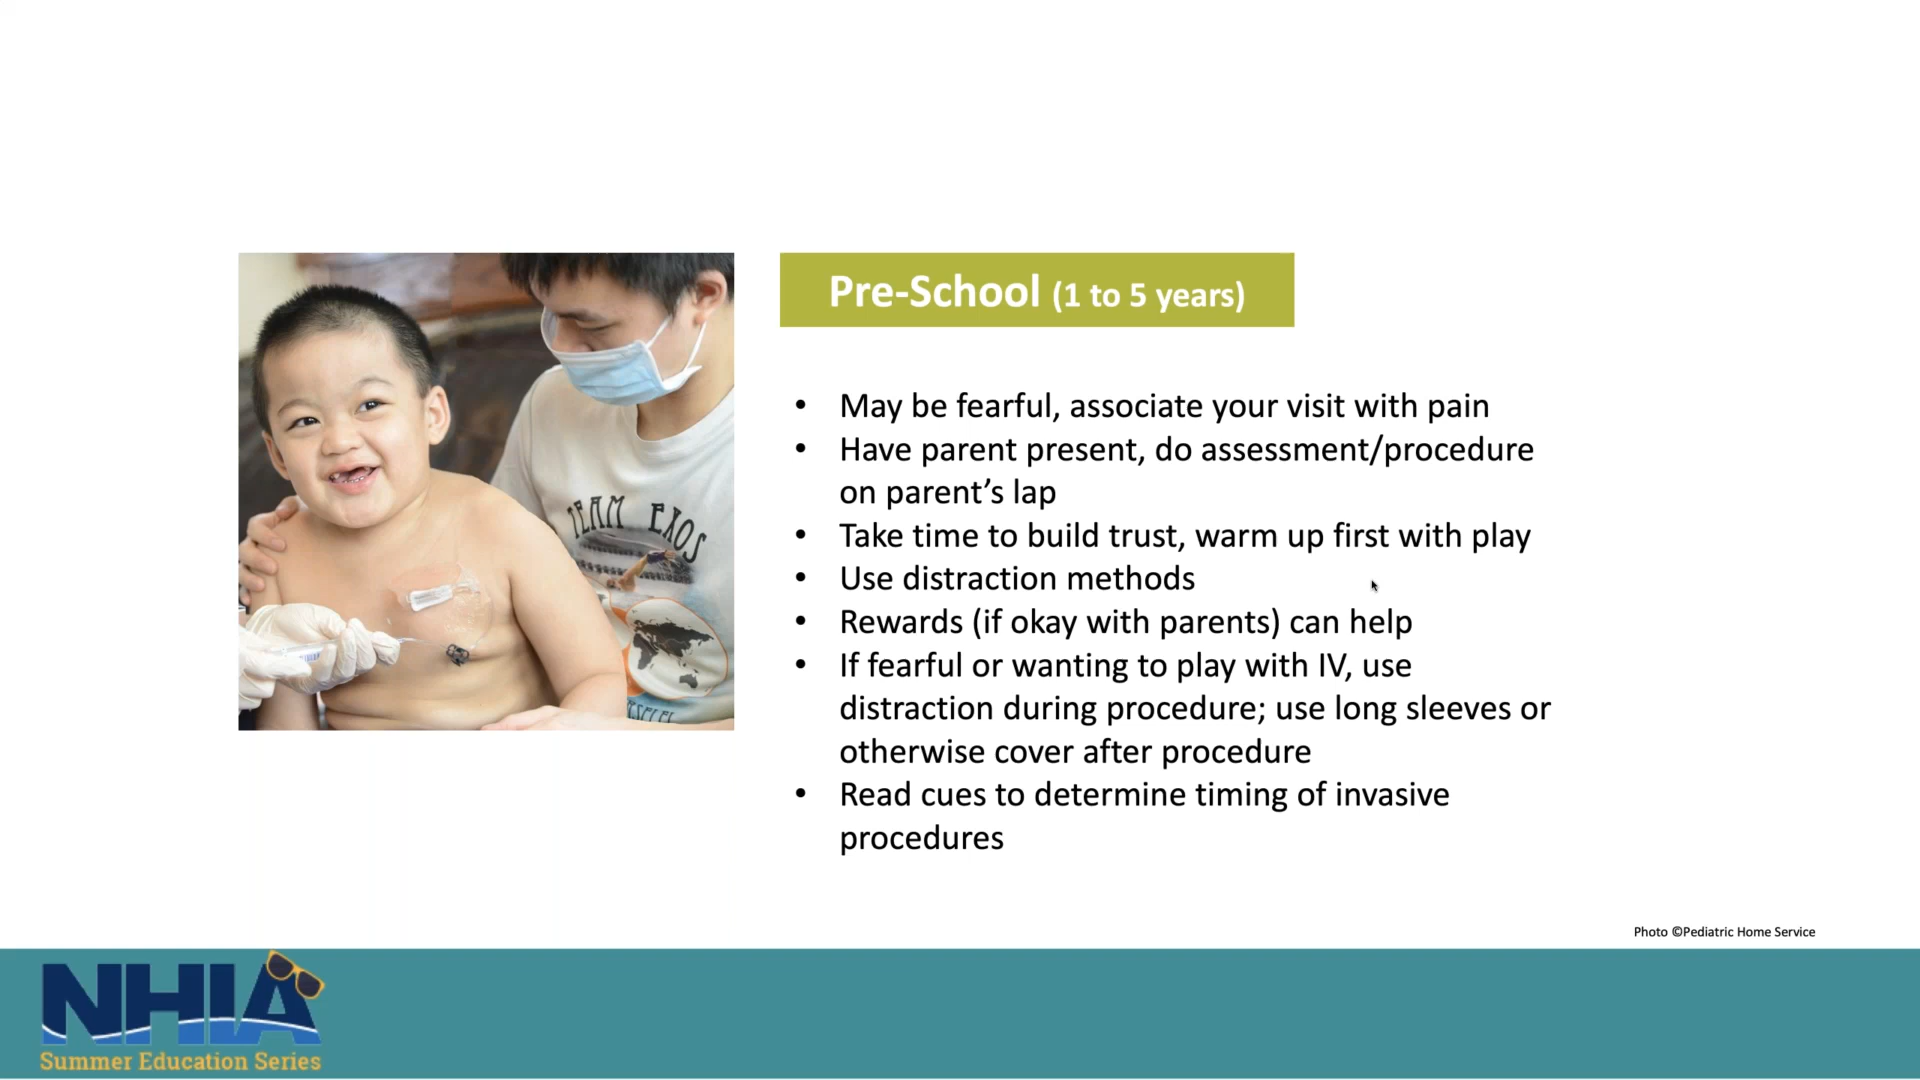 Pre-School (1 to 5 years)
• May be fearful, associate your visit with pain
• Have parent present, do assessment/procedure
on parent’s lap
• Take time to build trust, warm up first with play
• Use distraction methods
• Rewards (if okay with parents) can help
• If fearful or wanting to play with IV, use
distraction during procedure; use long sleeves or
otherwise cover after procedure
• Read cues to determine timing of invasive
procedures
TEAM EXOS
Photo ©Pediatric Home Service
NHIA
Summer Education Series